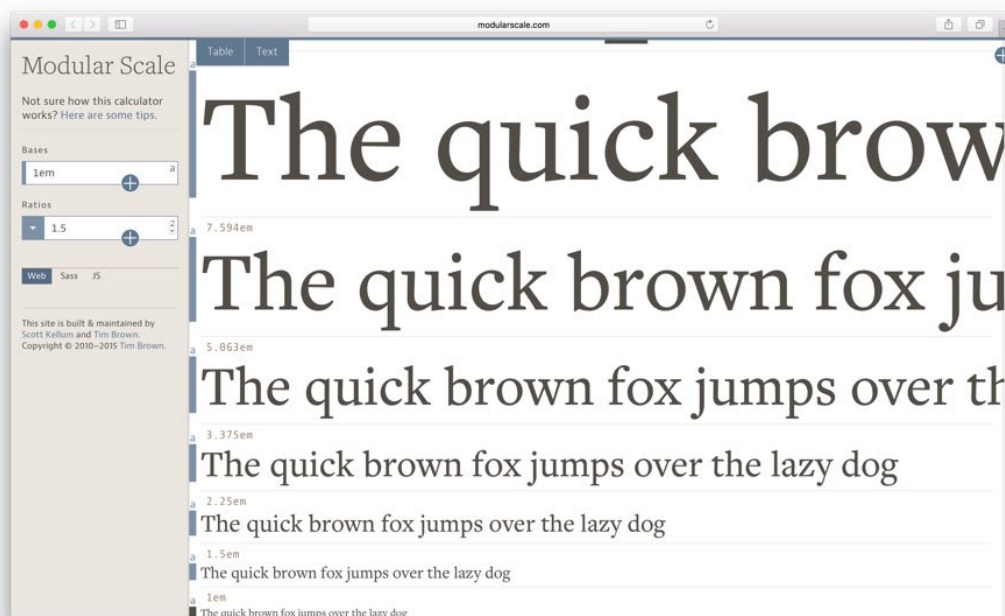 modularscale.com
Modular Scale
Not sure how this calculator
works? Here are some tips.
Bases
1em a
Ratios
1.5
Web Sass JS
This site is built & maintained by
Scott Kellum and Tim Brown.
Copyright © 2010–2015 Tim Brown.
Table Text
a
The quick brow
a 7.594em
The quick brown fox ju
a 5.063em
The quick brown fox jumps over th
a 3.375em
The quick brown fox jumps over the lazy dog
a 2.25em
The quick brown fox jumps over the lazy dog
a 1.5em
The quick brown fox jumps over the lazy dog
a 1em
The quick brown fox jumps over the lazy dog